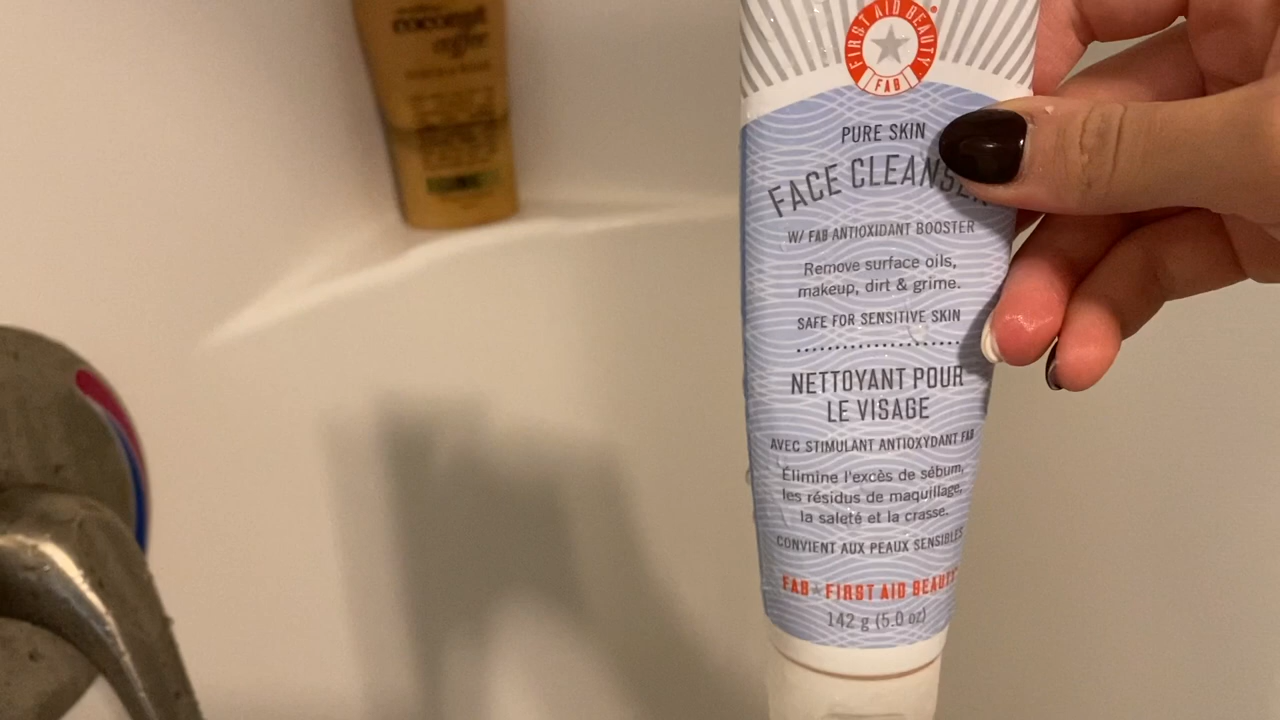 coconut
FIRST AID BEAUTY
FAB
PURE SKIN
FACE CLEANSER
W/ FAB ANTIOXIDANT BOOSTER
Remove surface oils,
makeup, dirt & grime.
SAFE FOR SENSITIVE SKIN
NETTOYANT POUR
LE VISAGE
AVEC STIMULANT ANTIOXYDANT FAB
Élimine l'excès de sébum,
les résidus de maquillage,
la saleté et la crasse.
CONVIENT AUX PEAUX SENSIBLES
FAB FIRST AID BEAUTY
142 g (5.0 oz)